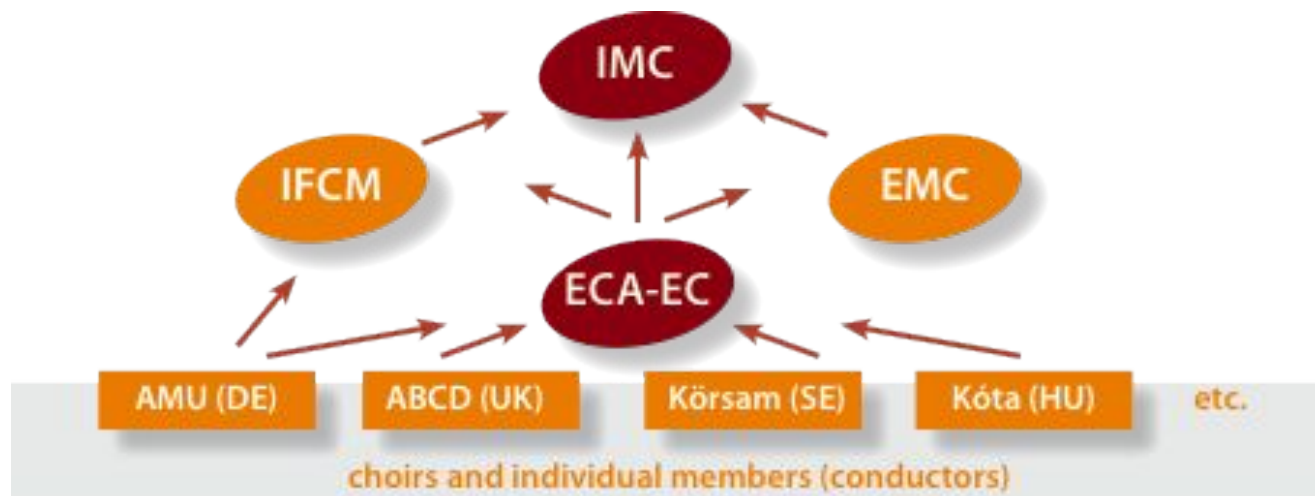 IMC
IFCM
EMC
ECA-EC
AMU (DE)
ABCD (UK)
Körsam (SE)
Kóta (HU)
etc.
choirs and individual members (conductors)